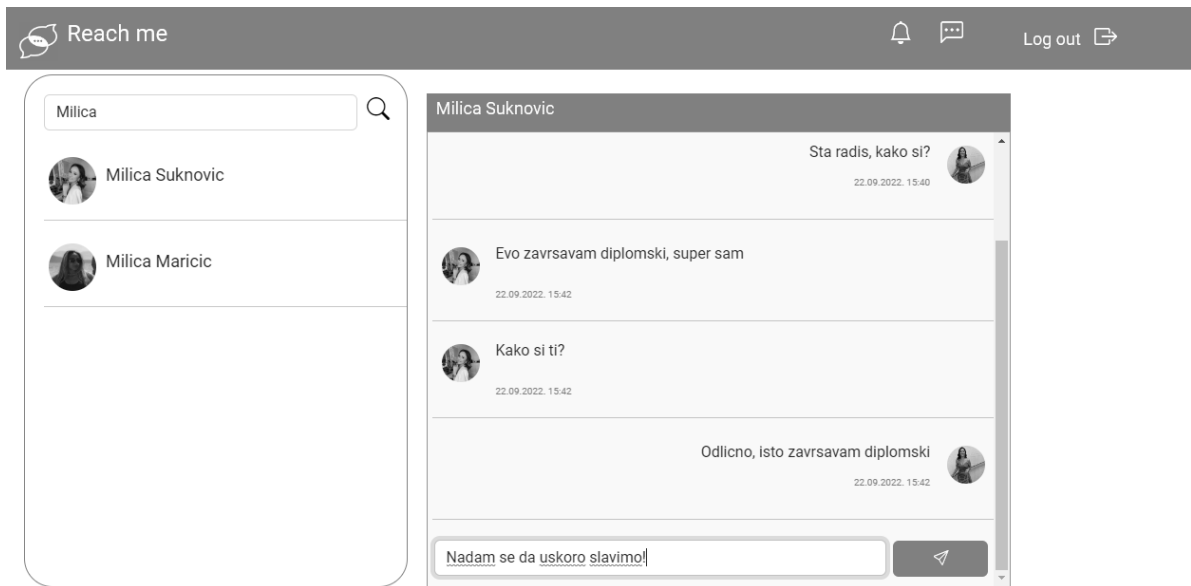 Reach me
Log out
Milica
Milica Suknovic
Milica Maricic
Milica Suknovic
Sta radis, kako si?
22.09.2022. 15:40
Evo zavrsavam diplomski, super sam
22.09.2022. 15:42
Kako si ti?
22.09.2022. 15:42
Odlicno, isto zavrsavam diplomski
22.09.2022. 15:42
Nadam se da uskoro slavimo!